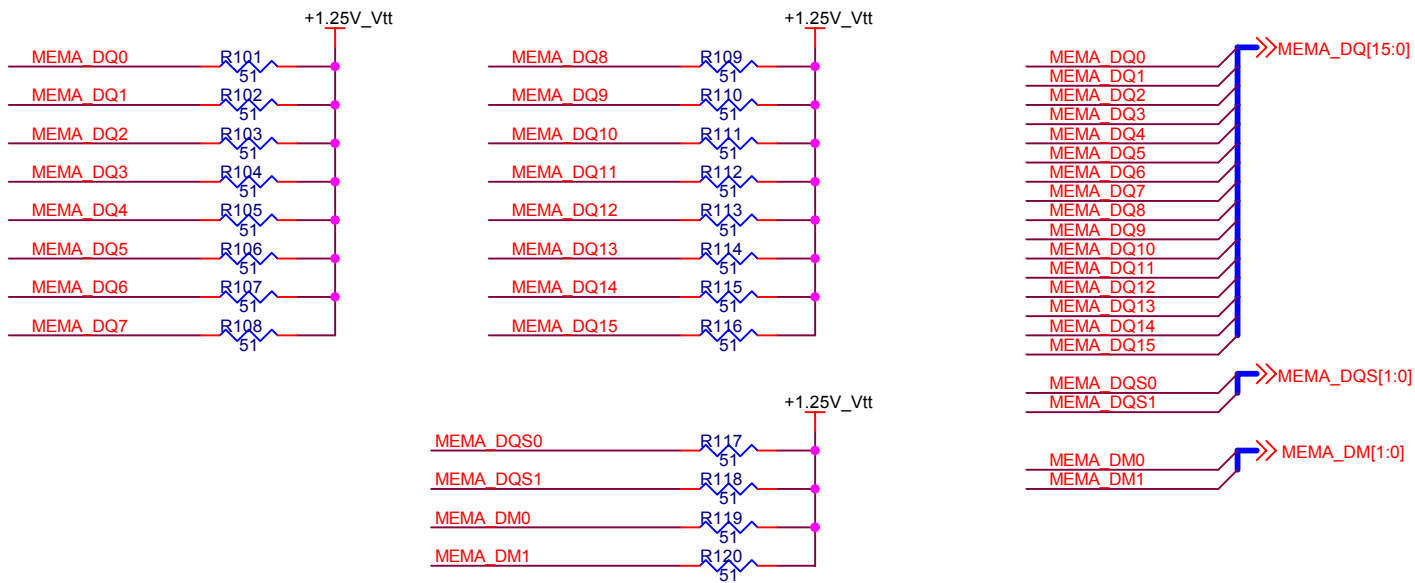 +1.25V_Vtt
MEMA_DQ0 R101 51
MEMA_DQ1 R102 51
MEMA_DQ2 R103 51
MEMA_DQ3 R104 51
MEMA_DQ4 R105 51
MEMA_DQ5 R106 51
MEMA_DQ6 R107 51
MEMA_DQ7 R108 51
+1.25V_Vtt
MEMA_DQ8 R109 51
MEMA_DQ9 R110 51
MEMA_DQ10 R111 51
MEMA_DQ11 R112 51
MEMA_DQ12 R113 51
MEMA_DQ13 R114 51
MEMA_DQ14 R115 51
MEMA_DQ15 R116 51
+1.25V_Vtt
MEMA_DQS0 R117 51
MEMA_DQS1 R118 51
MEMA_DM0 R119 51
MEMA_DM1 R120 51
MEMA_DQ[15:0]
MEMA_DQ0
MEMA_DQ1
MEMA_DQ2
MEMA_DQ3
MEMA_DQ4
MEMA_DQ5
MEMA_DQ6
MEMA_DQ7
MEMA_DQ8
MEMA_DQ9
MEMA_DQ10
MEMA_DQ11
MEMA_DQ12
MEMA_DQ13
MEMA_DQ14
MEMA_DQ15
MEMA_DQS[1:0]
MEMA_DQS0
MEMA_DQS1
MEMA_DM[1:0]
MEMA_DM0
MEMA_DM1